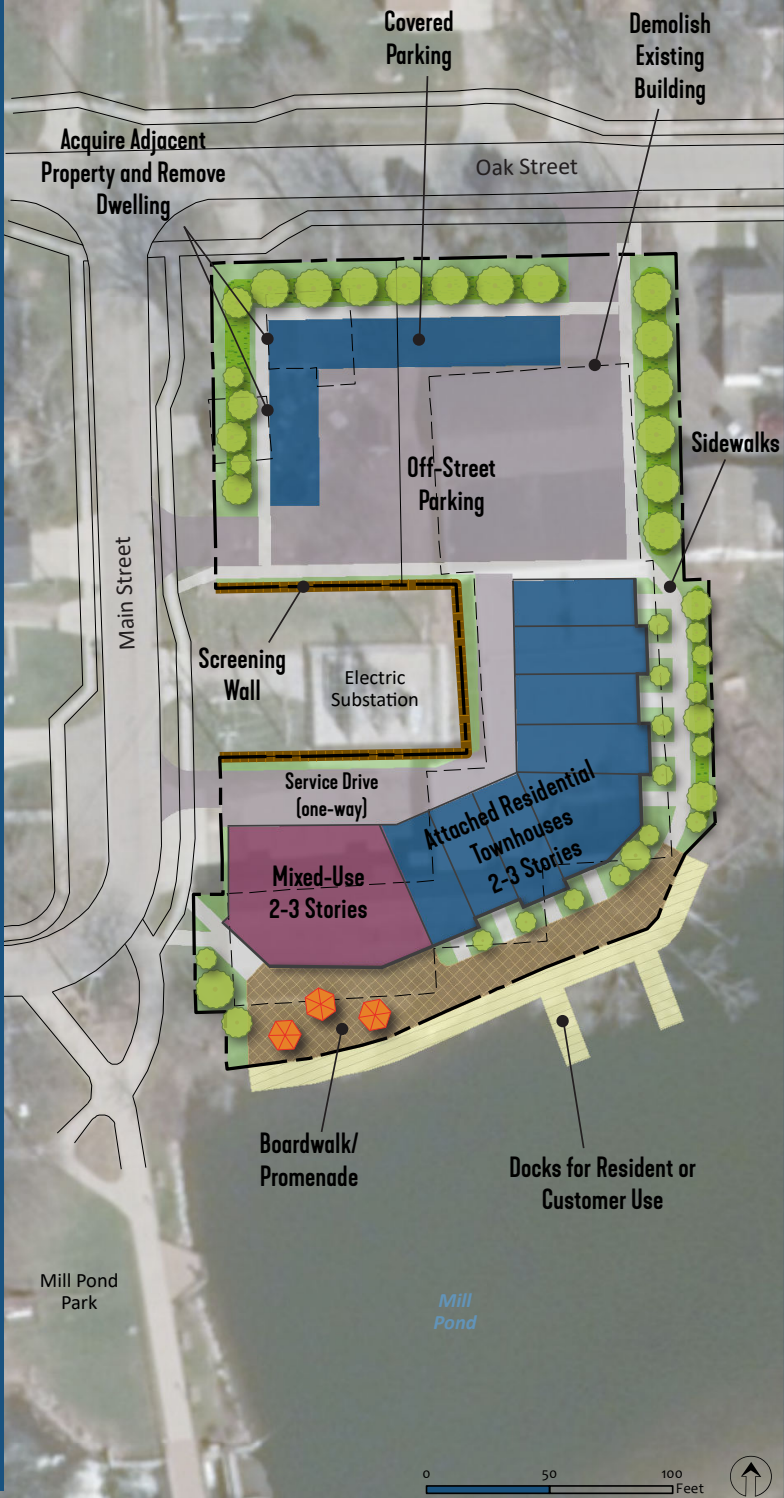 Covered
Parking
Demolish
Existing
Building
Acquire Adjacent
Property and Remove
Dwelling
Oak Street
Sidewalks
Off-Street
Parking
Main Street
Screening
Wall
Electric
Substation
Service Drive
(one-way)
Attached Residential
Townhouses
2-3 Stories
Mixed-Use
2-3 Stories
Boardwalk/
Promenade
Docks for Resident or
Customer Use
Mill Pond
Park
Mill
Pond
0 50 100
Feet